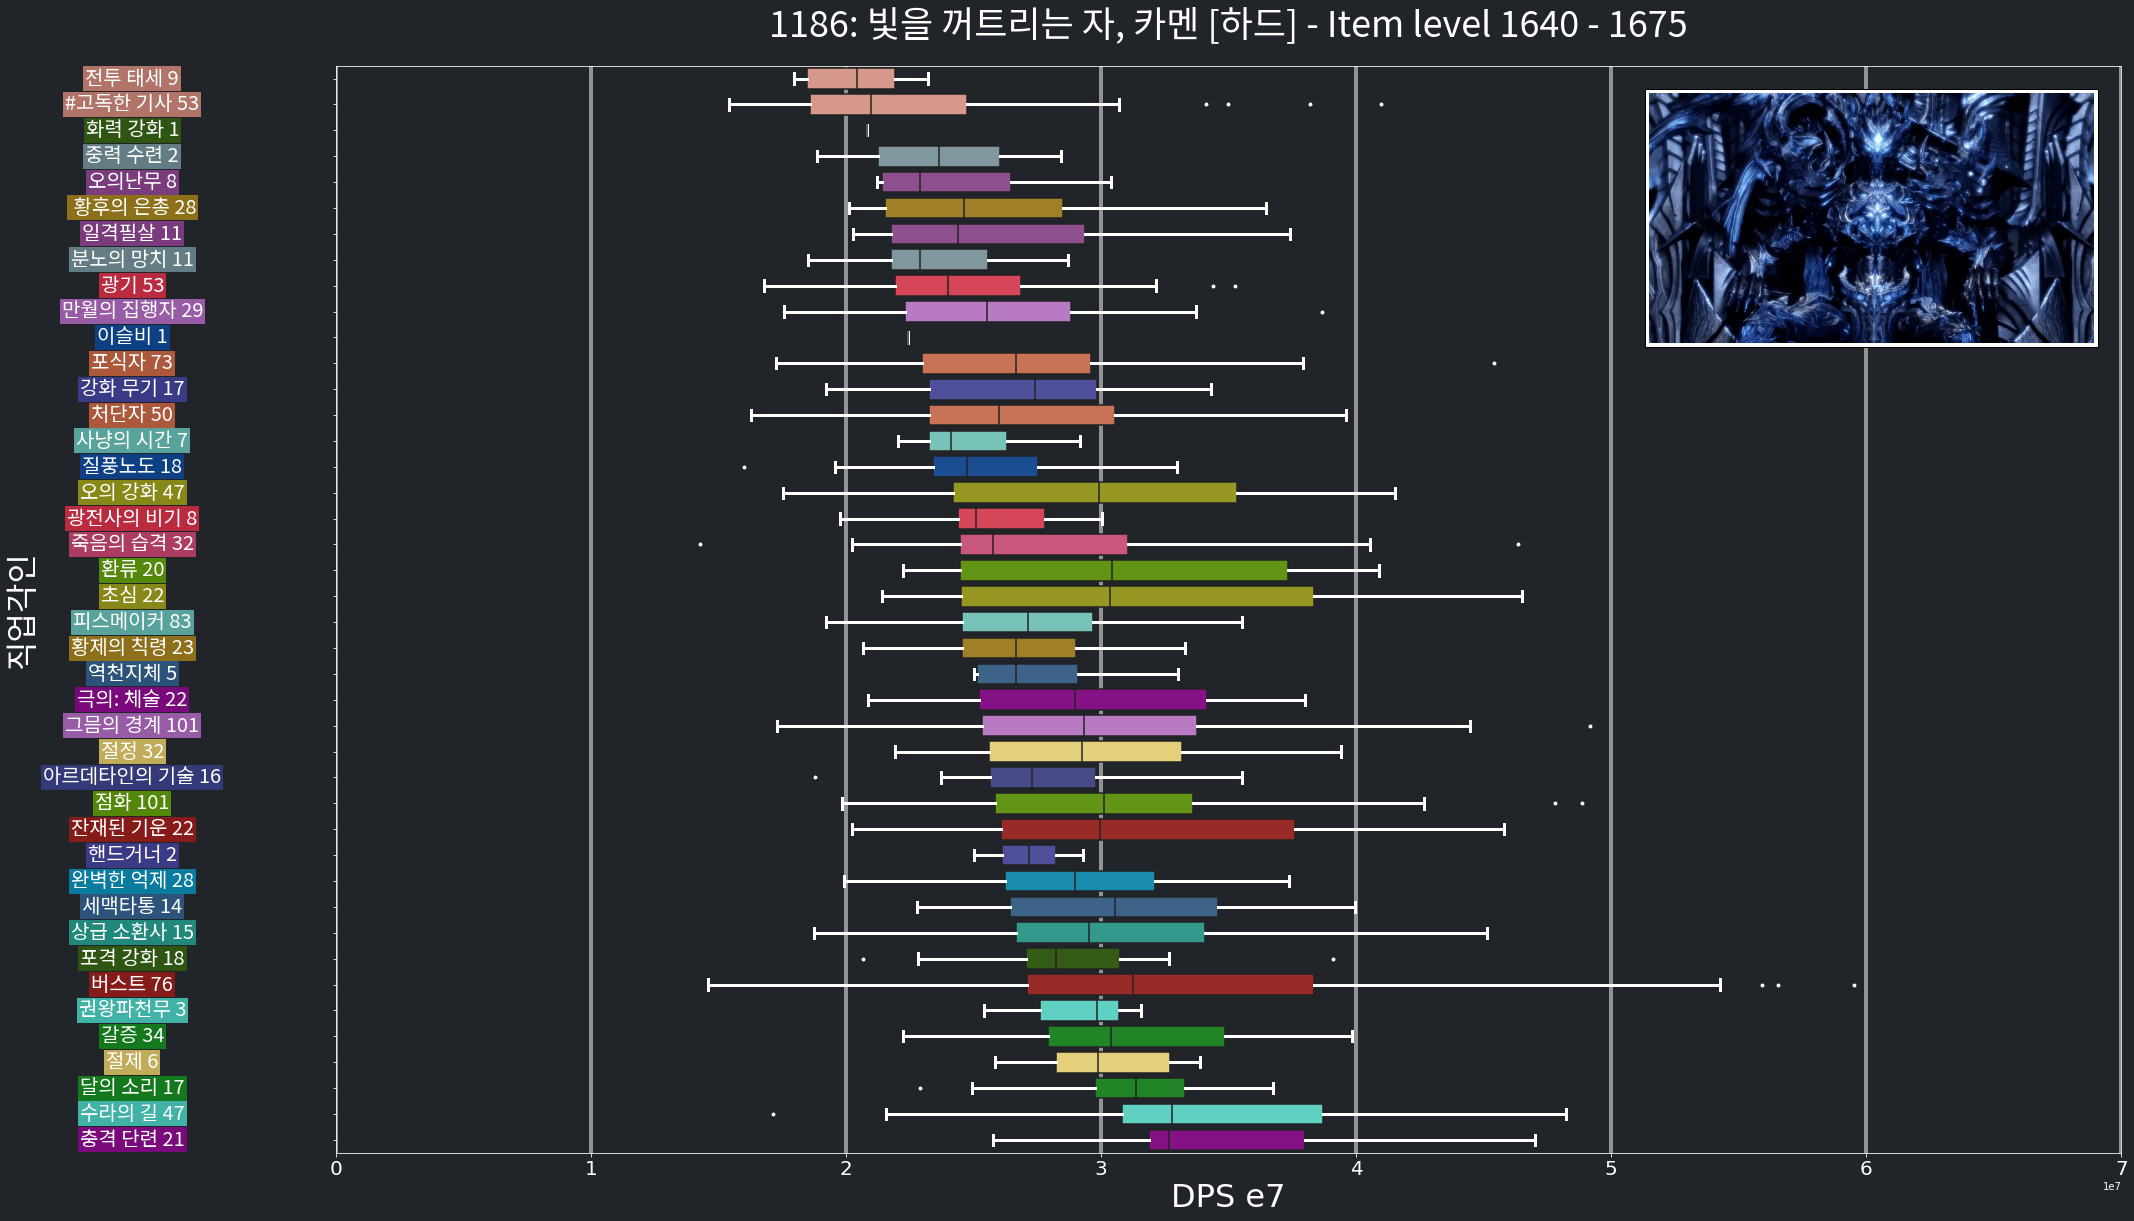 1186: 빛을 꺼트리는 자, 카멘 [하드] - Item level 1640 - 1675
전투 태세 9
#고독한 기사 53
화력 강화 1
중력 수련 2
오의난무 8
황후의 은총 28
일격필살 11
분노의 망치 11
광기 53
만월의 집행자 29
이슬비 1
포식자 73
강화 무기 17
처단자 50
사냥의 시간 7
질풍노도 18
오의 강화 47
광전사의 비기 8
죽음의 습격 32
환류 20
초심 22
피스메이커 83
황제의 칙령 23
역천지체 5
극의: 체술 22
그믐의 경계 101
절정 32
아르데타인의 기술 16
점화 101
잔재된 기운 22
핸드거너 2
완벽한 억제 28
세맥타통 14
상급 소환사 15
포격 강화 18
버스트 76
권왕파천무 3
갈증 34
절제 6
달의 소리 17
수라의 길 47
충격 단련 21
직업각인
0 1 2 3 4 5 6 7
1e7
DPS e7